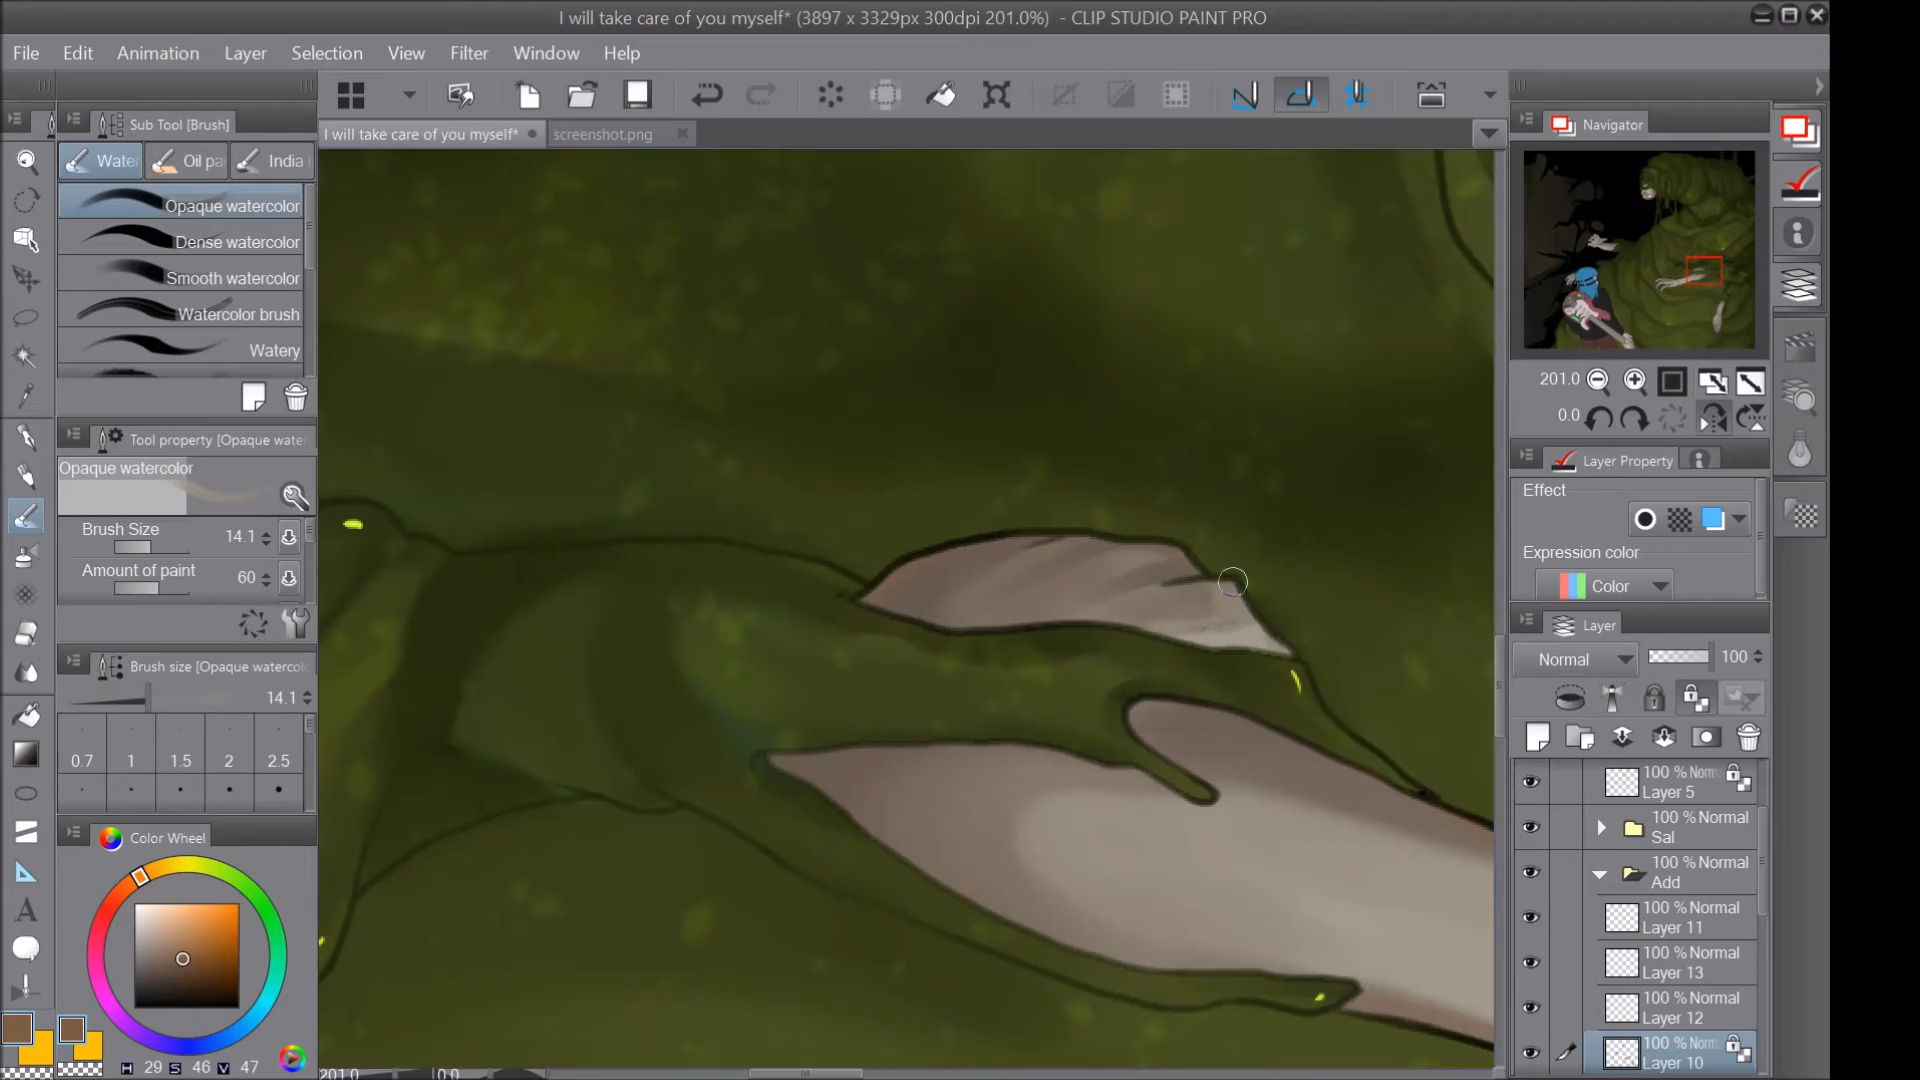 I will take care of you myself* (3897 x 3329px 300dpi 201.0%) - CLIP STUDIO PAINT PRO
File Edit Animation Layer Selection View Filter Window Help
Sub Tool [Brush]
I will take care of you myself*
screenshot.png
Navigator
Water
Oil pa
India
Opaque watercolor
Dense watercolor
Smooth watercolor
Watercolor brush
Watery
201.0
0.0
Tool property [Opaque water
Opaque watercolor
Brush Size 14.1
Amount of paint 60
Layer Property
Effect
Expression color
Color
Layer
Normal 100
Brush size [Opaque watercol
14.1
0.7 1 1.5 2 2.5
100 % Norm
Layer 5
100 % Normal
Sal
100 % Normal
Add
100 % Normal
Layer 11
100 % Normal
Layer 13
100 % Normal
Layer 12
100 % Norm
Layer 10
Color Wheel
H 29 S 46 V 47
201.0 0.0